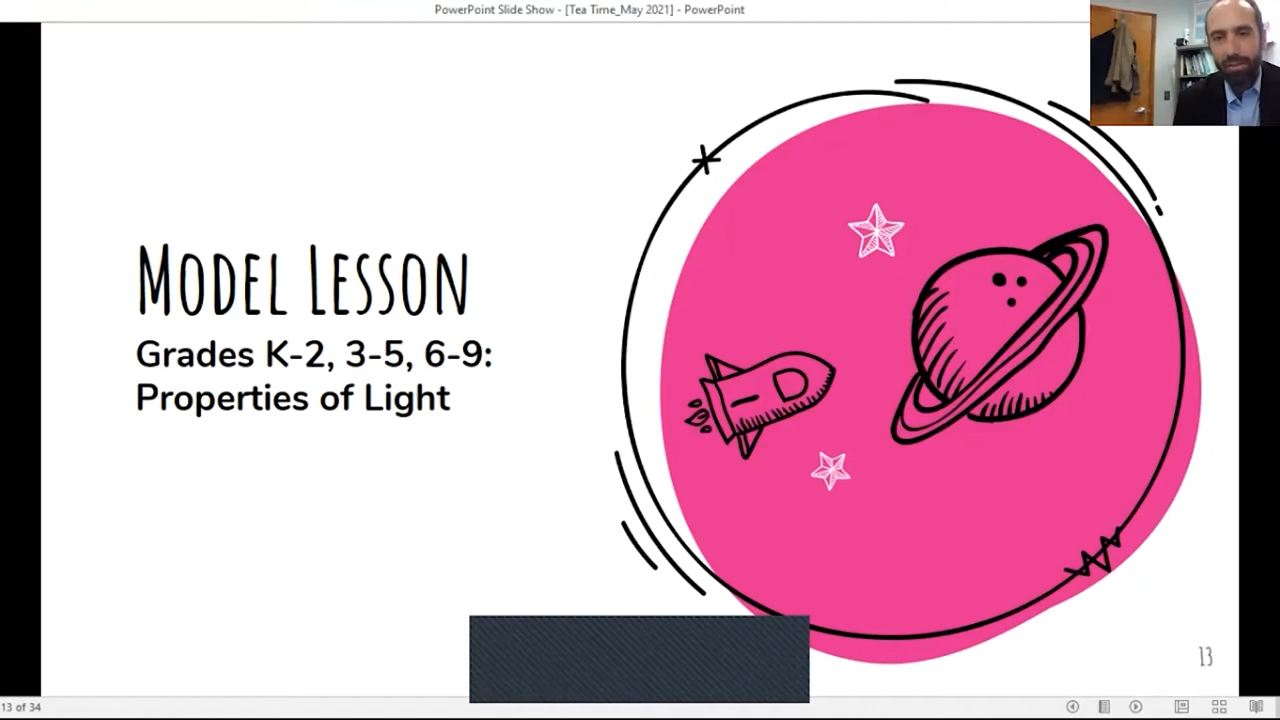 PowerPoint Slide Show - [Tea Time_May 2021] - PowerPoint
MODEL LESSON
Grades K-2, 3-5, 6-9:
Properties of Light
13
13 of 34